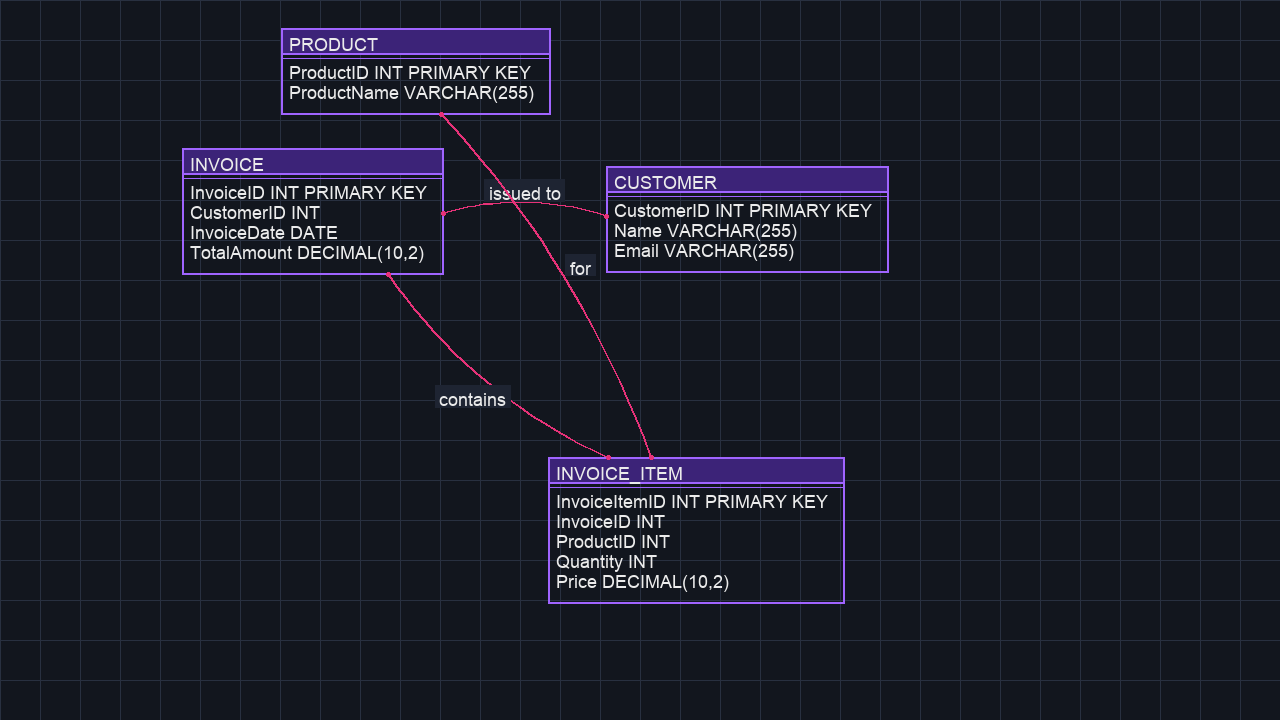 PRODUCT
ProductID INT PRIMARY KEY
ProductName VARCHAR(255)
INVOICE
InvoiceID INT PRIMARY KEY
CustomerID INT
InvoiceDate DATE
TotalAmount DECIMAL(10,2)
issued to
CUSTOMER
CustomerID INT PRIMARY KEY
Name VARCHAR(255)
Email VARCHAR(255)
for
contains
INVOICE_ITEM
InvoiceItemID INT PRIMARY KEY
InvoiceID INT
ProductID INT
Quantity INT
Price DECIMAL(10,2)